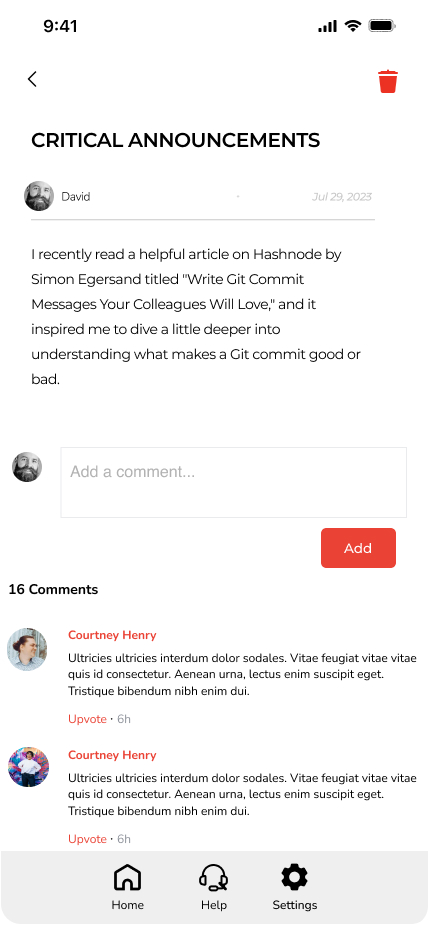 9:41
CRITICAL ANNOUNCEMENTS
David · Jul 29, 2023
I recently read a helpful article on Hashnode by
Simon Egersand titled "Write Git Commit
Messages Your Colleagues Will Love," and it
inspired me to dive a little deeper into
understanding what makes a Git commit good or
bad.
Add a comment...
Add
16 Comments
Courtney Henry
Ultricies ultricies interdum dolor sodales. Vitae feugiat vitae vitae
quis id consectetur. Aenean urna, lectus enim suscipit eget.
Tristique bibendum nibh enim dui.
Upvote · 6h
Courtney Henry
Ultricies ultricies interdum dolor sodales. Vitae feugiat vitae vitae
quis id consectetur. Aenean urna, lectus enim suscipit eget.
Tristique bibendum nibh enim dui.
Upvote · 6h
Home Help Settings